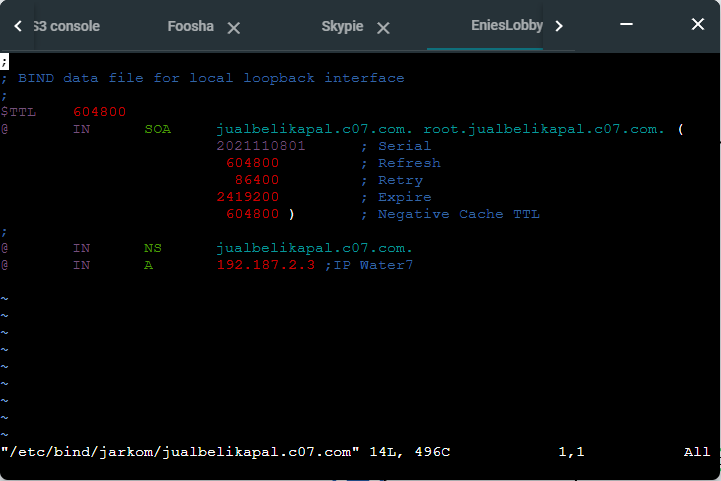 S3 console Foosha Skypie EniesLobby
;
; BIND data file for local loopback interface
;
$TTL    604800
@       IN      SOA     jualbelikapal.c07.com. root.jualbelikapal.c07.com. (
                        2021110801      ; Serial
                         604800         ; Refresh
                          86400         ; Retry
                        2419200         ; Expire
                         604800 )       ; Negative Cache TTL
;
@       IN      NS      jualbelikapal.c07.com.
@       IN      A       192.187.2.3 ;IP Water7
~
~
~
~
~
~
~
~
~
"/etc/bind/jarkom/jualbelikapal.c07.com" 14L, 496C            1,1           All